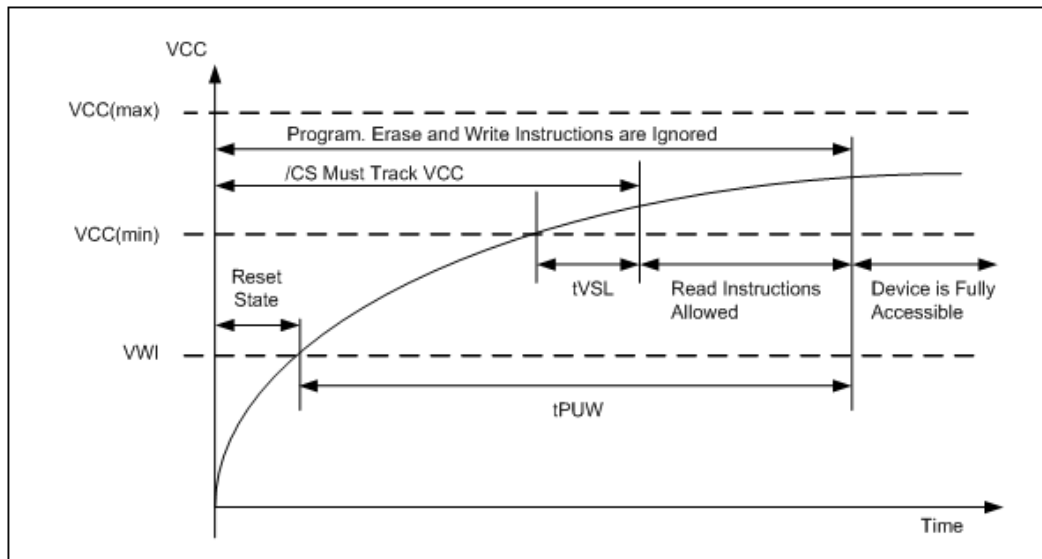 VCC
VCC(max)
Program. Erase and Write Instructions are Ignored
/CS Must Track VCC
VCC(min)
Reset
State
tVSL
Read Instructions
Allowed
Device is Fully
Accessible
VWI
tPUW
Time